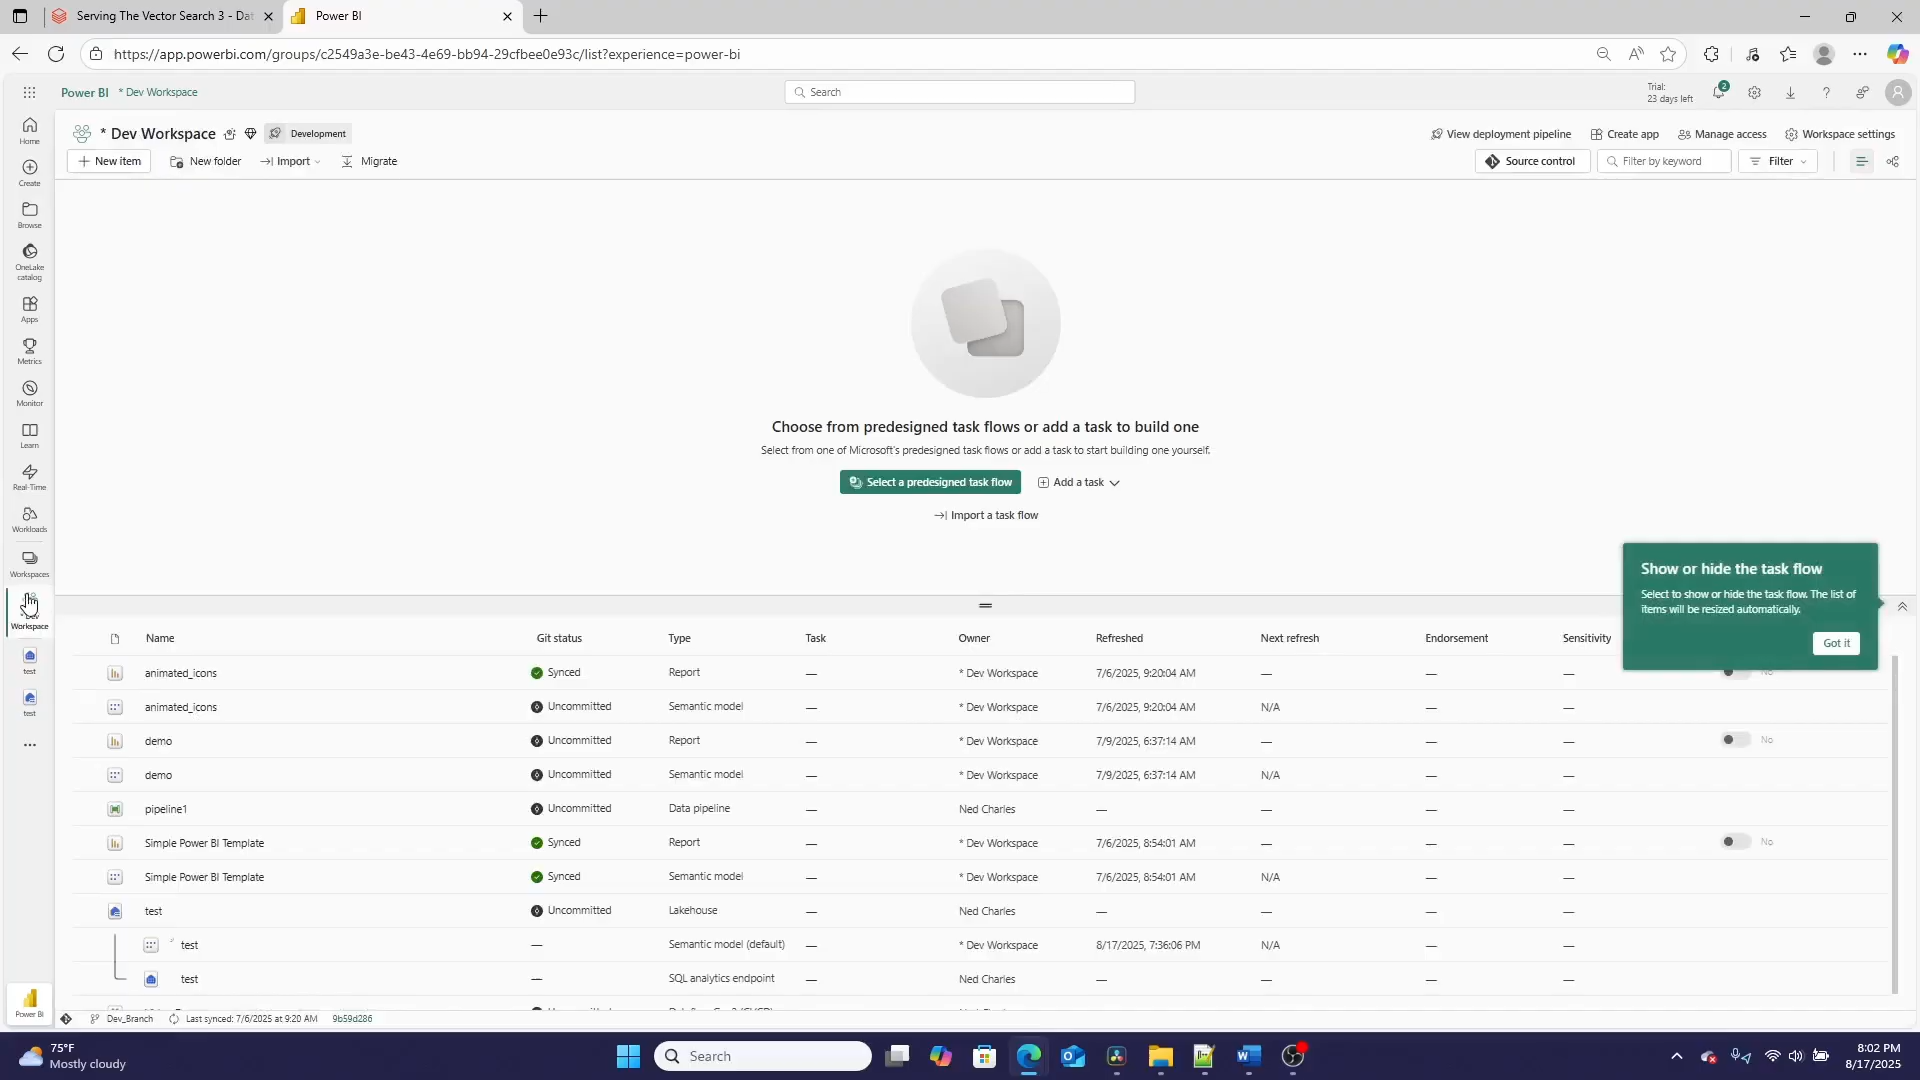 Serving The Vector Search 3 - Dat
Power BI
https://app.powerbi.com/groups/c2549a3e-be43-4e69-bb94-29cfbee0e93c/list?experience=power-bi
Power BI * Dev Workspace
Search
Trial:
23 days left
2
* Dev Workspace
Development
View deployment pipeline
Create app
Manage access
Workspace settings
New item
New folder
Import
Migrate
Source control
Filter by keyword
Filter
Home
Create
Browse
OneLake
catalog
Apps
Metrics
Monitor
Learn
Real-Time
Workloads
Workspaces
Workspace
test
test
Power BI
Choose from predesigned task flows or add a task to build one
Select from one of Microsoft's predesigned task flows or add a task to start building one yourself.
Select a predesigned task flow
Add a task
Import a task flow
Show or hide the task flow
Select to show or hide the task flow. The list of
items will be resized automatically.
Got it
Name Git status Type Task Owner Refreshed Next refresh Endorsement Sensitivity
animated_icons Synced Report — * Dev Workspace 7/6/2025, 9:20:04 AM — — — No
animated_icons Uncommitted Semantic model — * Dev Workspace 7/6/2025, 9:20:04 AM N/A — —
demo Uncommitted Report — * Dev Workspace 7/9/2025, 6:37:14 AM — — — No
demo Uncommitted Semantic model — * Dev Workspace 7/9/2025, 6:37:14 AM N/A — —
pipeline1 Uncommitted Data pipeline — Ned Charles — — — —
Simple Power BI Template Synced Report — * Dev Workspace 7/6/2025, 8:54:01 AM — — — No
Simple Power BI Template Synced Semantic model — * Dev Workspace 7/6/2025, 8:54:01 AM N/A — —
test Uncommitted Lakehouse — Ned Charles — — — —
test — Semantic model (default) — * Dev Workspace 8/17/2025, 7:36:06 PM N/A — —
test — SQL analytics endpoint — Ned Charles — — — —
Dev_Branch Last synced: 7/6/2025 at 9:20 AM 9b59d286
75°F
Mostly cloudy
Search
8:02 PM
8/17/2025